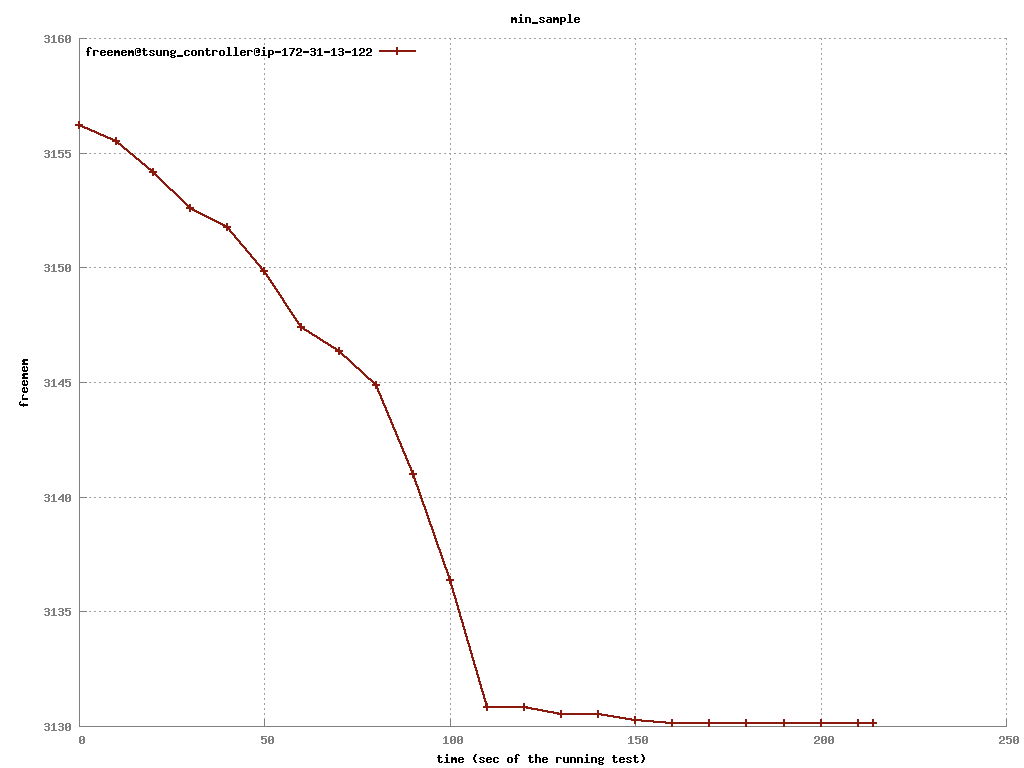 min_sample
3160
freemem@tsung_controller@ip-172-31-13-122
3155
3150
freemem
3145
3140
3135
3130
0 50 100 150 200 250
time (sec of the running test)